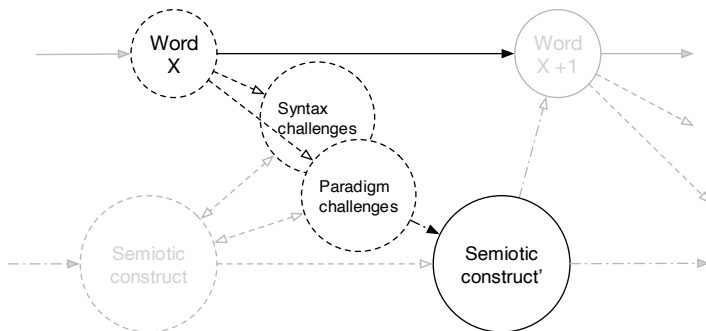 Word
X
Word
X +1
Syntax
challenges
Paradigm
challenges
Semiotic
construct
Semiotic
construct’